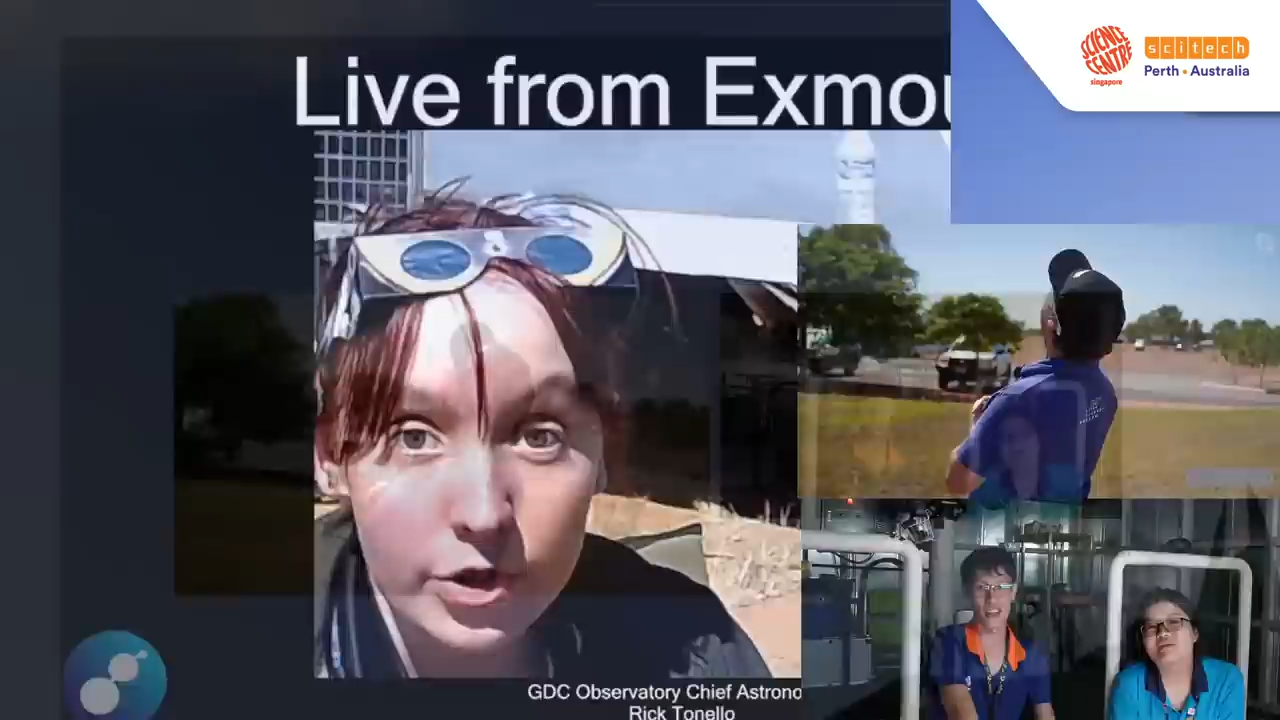 Live from Exmou
SCIENCE
CENTRE
singapore
scitech
Perth • Australia
GDC Observatory Chief Astrono
Rick Tonello